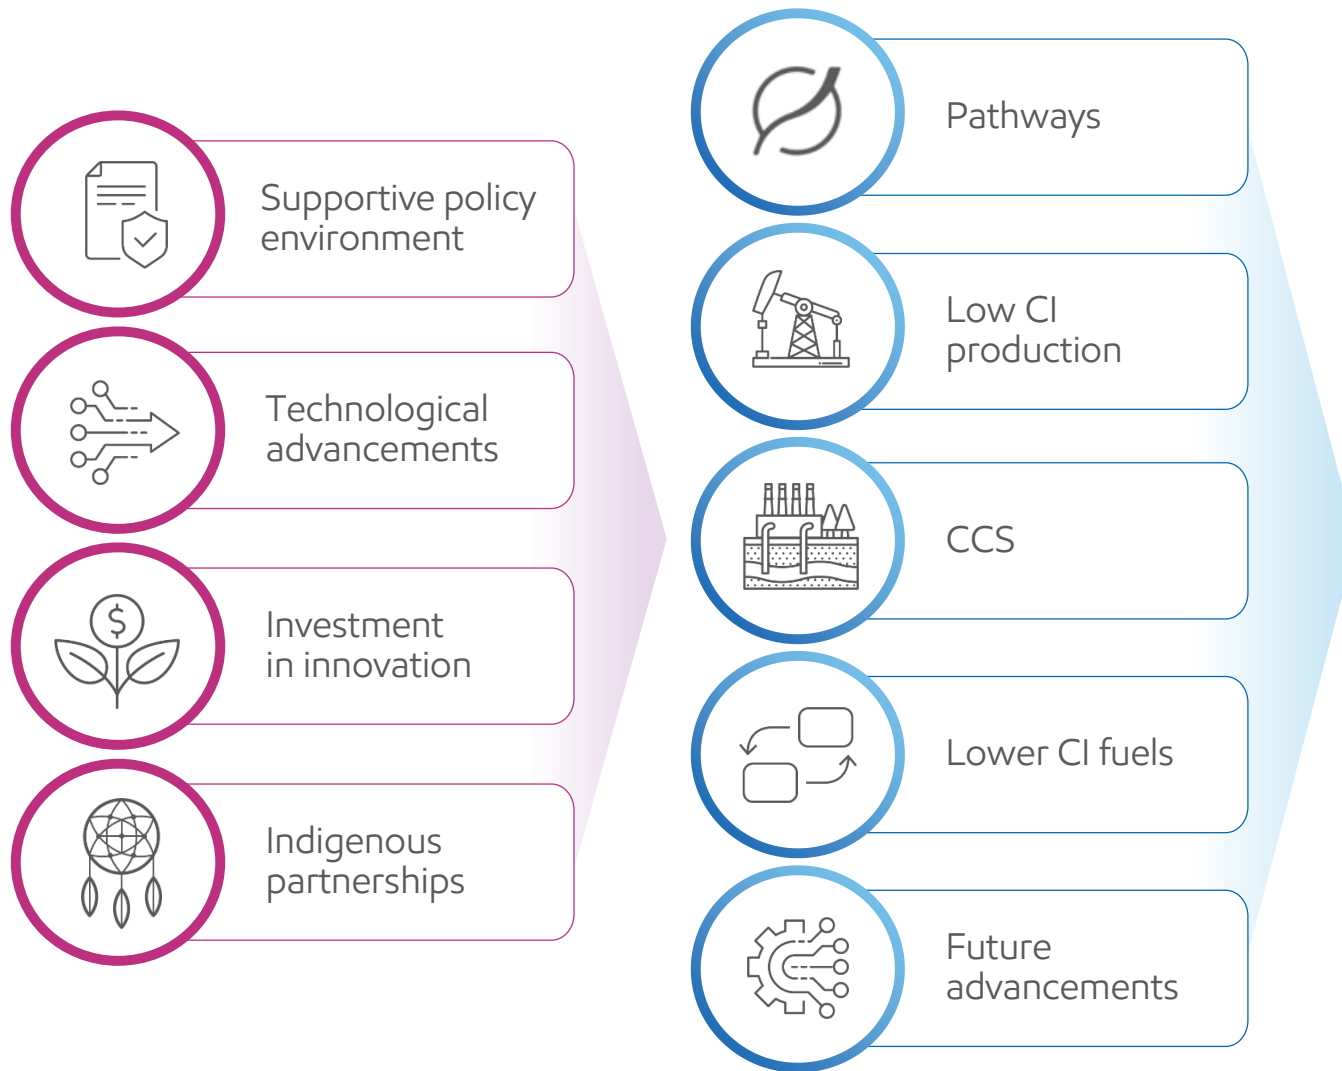 Supportive policy
environment
Technological
advancements
$
Investment
in innovation
Indigenous
partnerships
Pathways
Low CI
production
CCS
Lower CI fuels
Future
advancements